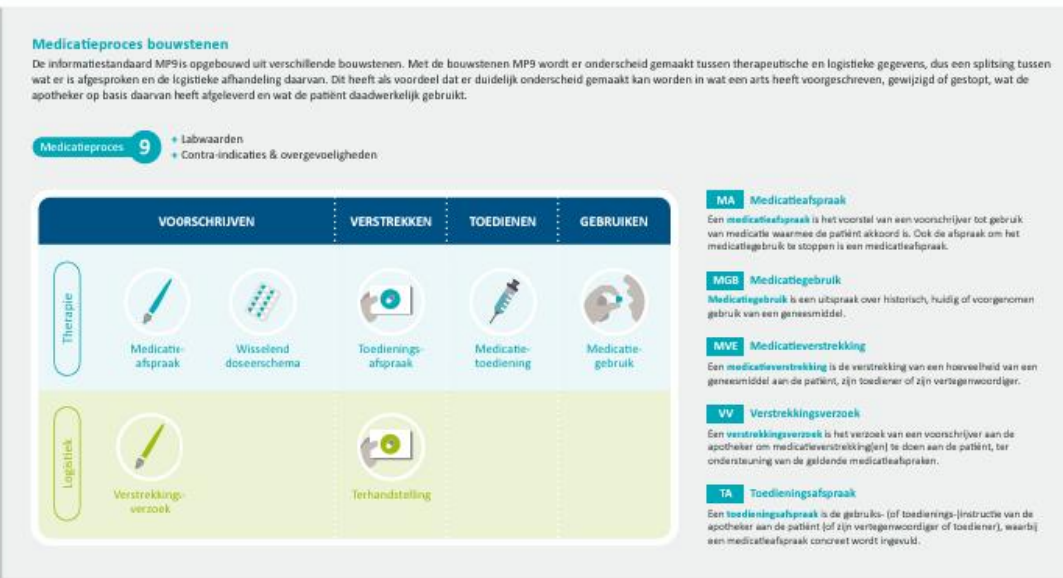 Medicatieproces bouwstenen
De informatiestandaard MP9is opgebouwd uit verschillende bouwstenen. Met de bouwstenen MP9 wordt er onderscheid gemaakt tussen therapeutische en logistieke gegevens, dus een splitsing tussen
wat er is afgesproken en de logistieke afhandeling daarvan. Dit heeft als voordeel dat er duidelijk onderscheid gemaakt kan worden in wat een arts heeft voorgeschreven, gewijzigd of gestopt, wat de
apotheker op basis daarvan heeft afgeleverd en wat de patiënt daadwerkelijk gebruikt.
Medicatieproces 9
+ Labwaarden
+ Contra-indicaties & overgevoeligheden
VOORSCHRIJVEN VERSTREKKEN TOEDIENEN GEBRUIKEN
Therapie
Medicatie-
afspraak
Wisselend
doseerschema
Toedienings-
afspraak
Medicatie-
toediening
Medicatie-
gebruik
Logistiek
Verstrekkings-
verzoek
Terhandstelling
MA Medicatieafspraak
Een medicatieafspraak is het voorstel van een voorschrijver tot gebruik
van medicatie waarmee de patiënt akkoord is. Ook de afspraak om het
medicatiegebruik te stoppen is een medicatieafspraak.
MGB Medicatiegebruik
Medicatiegebruik is een uitspraak over historisch, huidig of voorgenomen
gebruik van een geneesmiddel.
MVE Medicatieverstrekking
Een medicatieverstrekking is de verstrekking van een hoeveelheid van een
geneesmiddel aan de patiënt, zijn toediener of zijn vertegenwoordiger.
VV Verstrekkingsverzoek
Een verstrekkingsverzoek is het verzoek van een voorschrijver aan de
apotheker om medicatieverstrekking(en) te doen aan de patiënt, ter
ondersteuning van de geldende medicatieafspraken.
TA Toedieningsafspraak
Een toedieningsafspraak is de gebruiks- (of toedienings-)instructie van de
apotheker aan de patiënt (of zijn vertegenwoordiger of toediener), waarbij
een medicatieafspraak concreet wordt ingevuld.